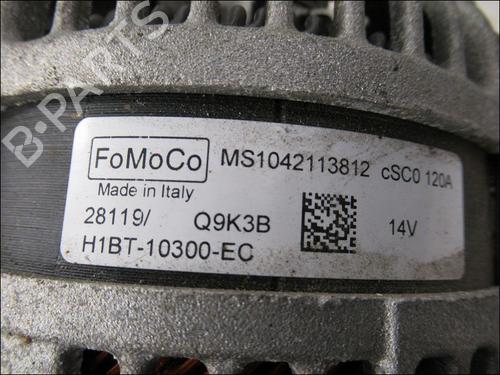 B-PARTS
FoMoCo MS1042113812 cSC0 120A
Made in Italy
28119/ Q9K3B 14V
H1BT-10300-EC